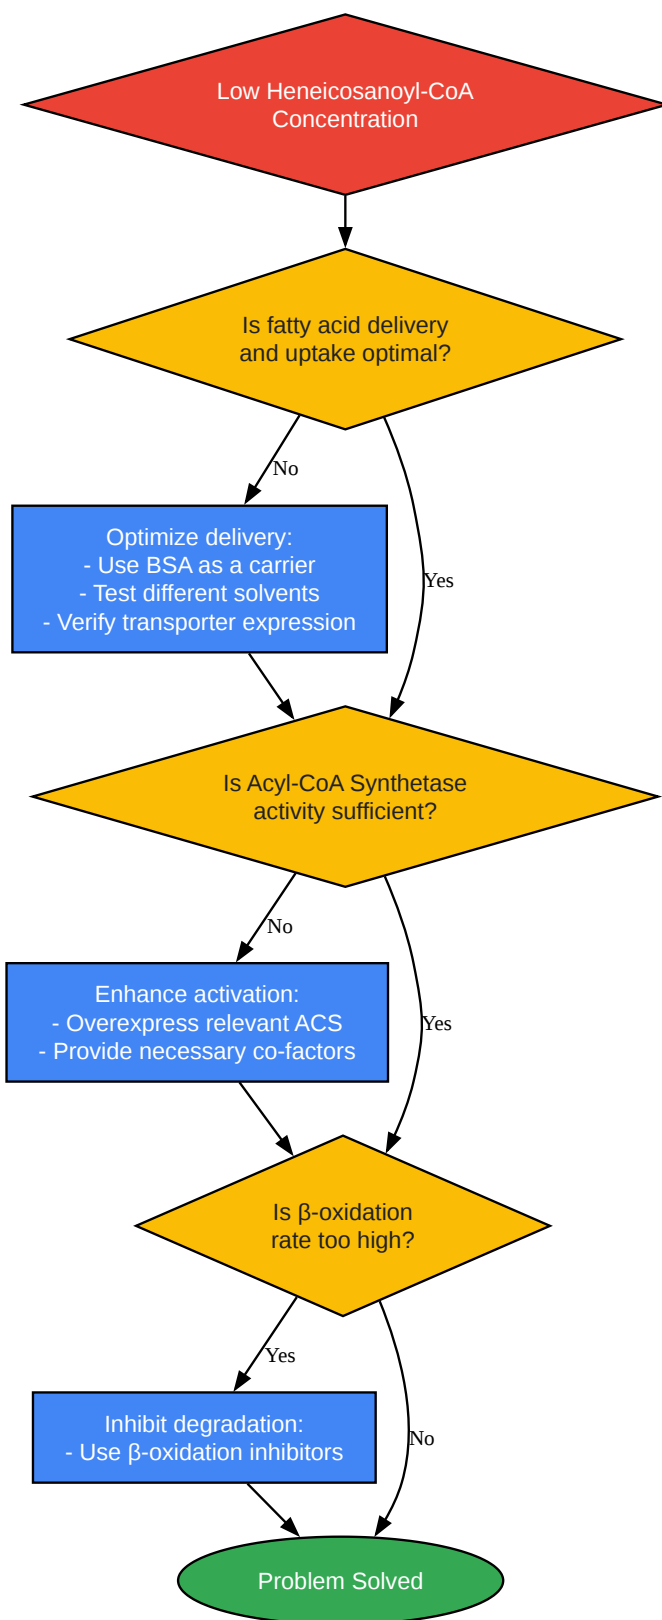 Low Heneicosanoyl-CoA
Concentration
Is fatty acid delivery
and uptake optimal?
No
Yes
Optimize delivery:
- Use BSA as a carrier
- Test different solvents
- Verify transporter expression
Is Acyl-CoA Synthetase
activity sufficient?
No
Yes
Enhance activation:
- Overexpress relevant ACS
- Provide necessary co-factors
Is β-oxidation
rate too high?
Yes
No
Inhibit degradation:
- Use β-oxidation inhibitors
Problem Solved